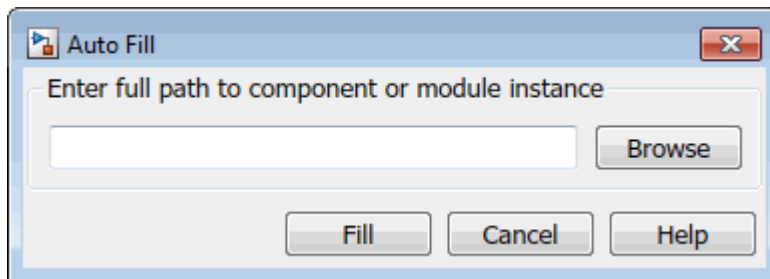 Auto Fill
Enter full path to component or module instance
Browse
Fill Cancel Help